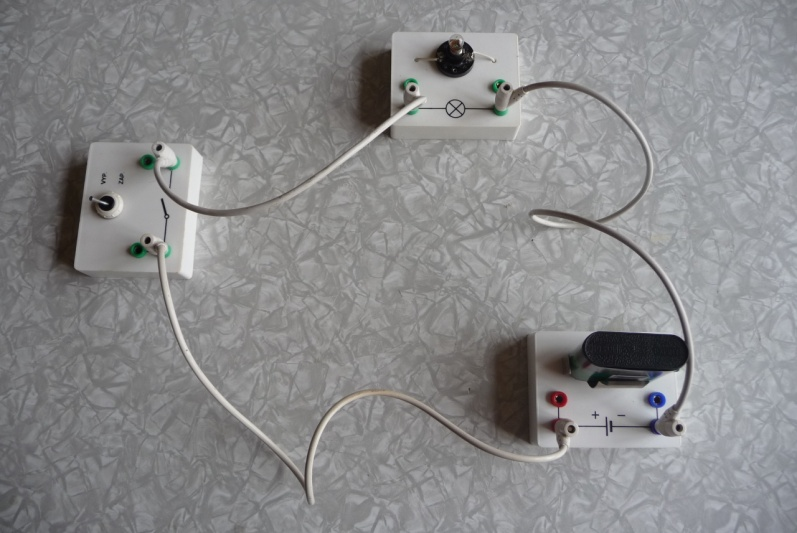 VYP.
ZAP.
+ −